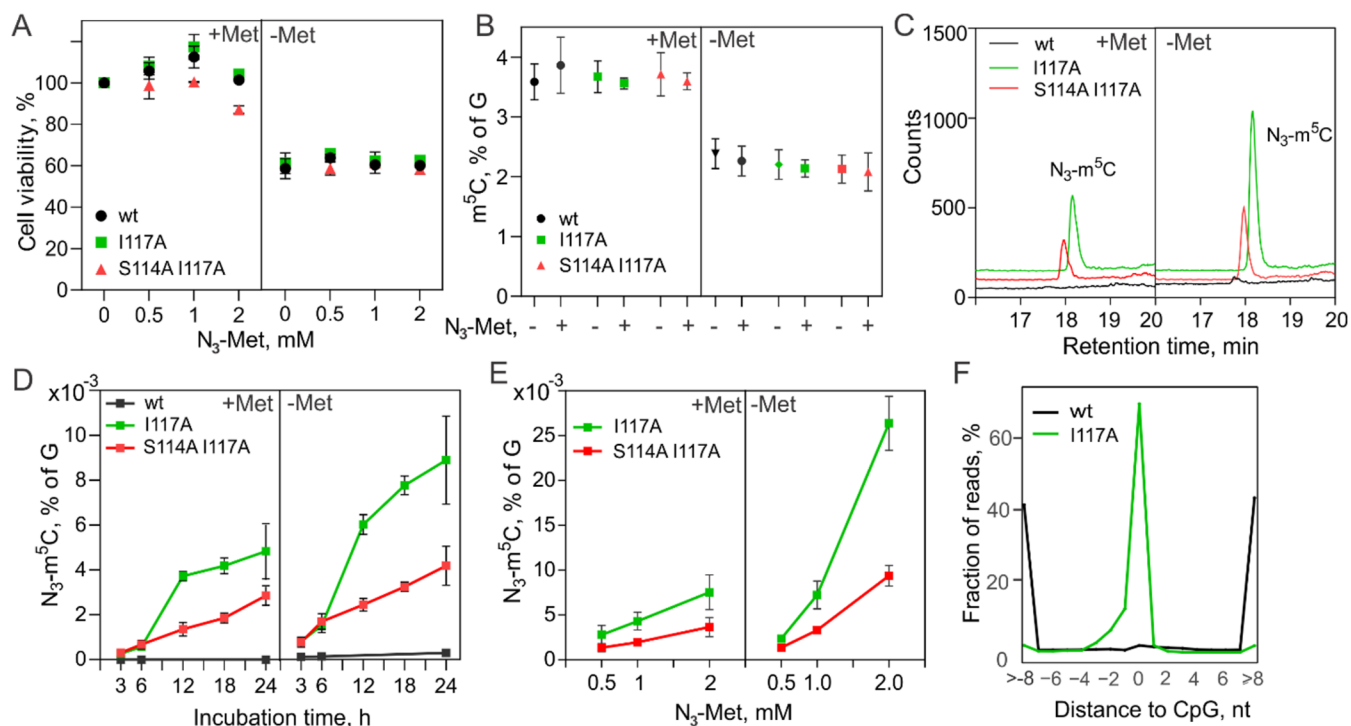 A
+Met
-Met
Cell viability, %
100
80
60
40
20
0
wt
I117A
S114A I117A
0
0.5
1
2
0
0.5
1
2
N₃-Met, mM
B
+Met
-Met
m⁵C, % of G
6
4
2
0
wt
I117A
S114A I117A
N₃-Met, - + - + - + - + - + - +
C
1500
1000
500
0
Counts
wt
I117A
S114A I117A
+Met
-Met
N₃-m⁵C
N₃-m⁵C
17 18 19 20
17 18 19 20
Retention time, min
D
x10⁻³
10
8
6
4
2
0
N₃-m⁵C, % of G
wt
I117A
S114A I117A
+Met
-Met
3 6 12 18 24
3 6 12 18 24
Incubation time, h
E
x10⁻³
25
20
15
10
5
0
N₃-m⁵C, % of G
I117A
S114A I117A
+Met
-Met
0.5 1 2
0.5 1.0 2.0
N₃-Met, mM
F
wt
I117A
60
40
20
0
Fraction of reads, %
>-8 −6 −4 −2 0 2 4 6 >8
Distance to CpG, nt